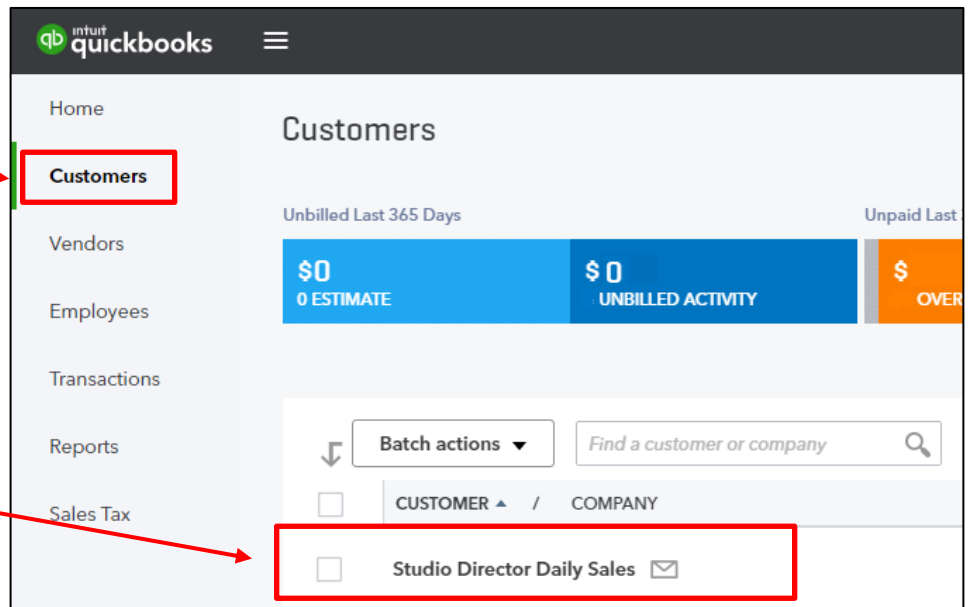 intuit
quickbooks
Home
Customers
Vendors
Employees
Transactions
Reports
Sales Tax
Customers
Unbilled Last 365 Days
Unpaid Last
$0
0 ESTIMATE
$0
UNBILLED ACTIVITY
$
OVER
Batch actions
Find a customer or company
CUSTOMER / COMPANY
Studio Director Daily Sales